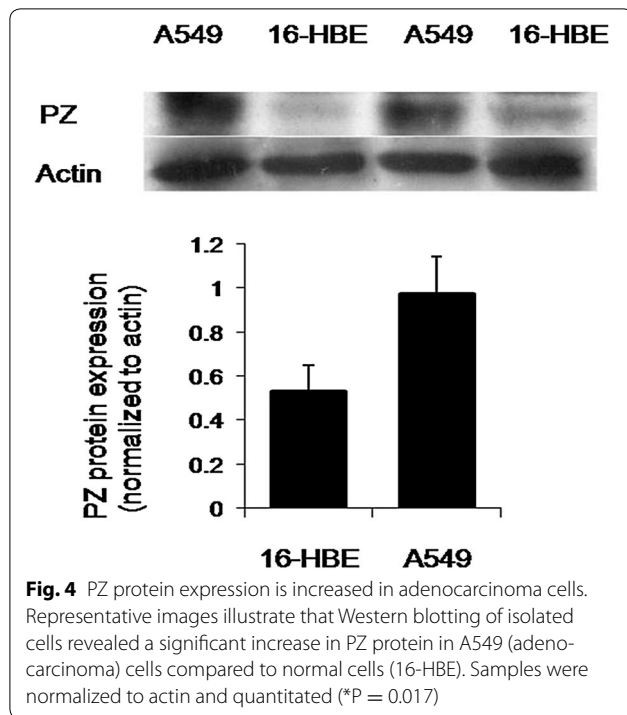 A549 16-HBE A549 16-HBE
PZ
Actin
PZ protein expression
(normalized to actin)
1.2
1
0.8
0.6
0.4
0.2
0
16-HBE A549
Fig. 4 PZ protein expression is increased in adenocarcinoma cells.
Representative images illustrate that Western blotting of isolated
cells revealed a significant increase in PZ protein in A549 (adeno-
carcinoma) cells compared to normal cells (16-HBE). Samples were
normalized to actin and quantitated (*P = 0.017)